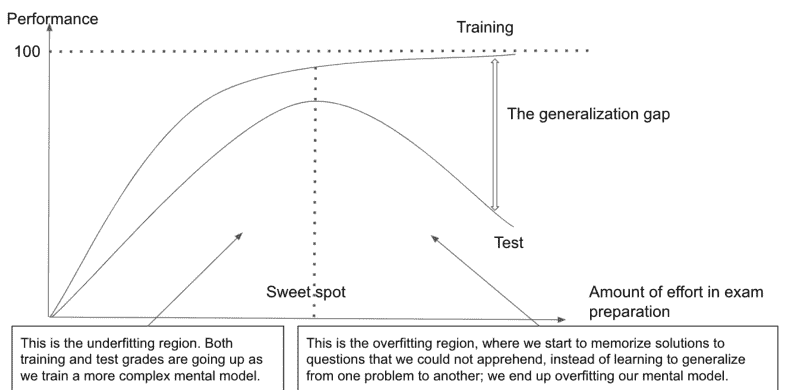 Performance
Training
100
The generalization gap
Test
Sweet spot
Amount of effort in exam
preparation
This is the underfitting region. Both
training and test grades are going up as
we train a more complex mental model.
This is the overfitting region, where we start to memorize solutions to
questions that we could not apprehend, instead of learning to generalize
from one problem to another; we end up overfitting our mental model.